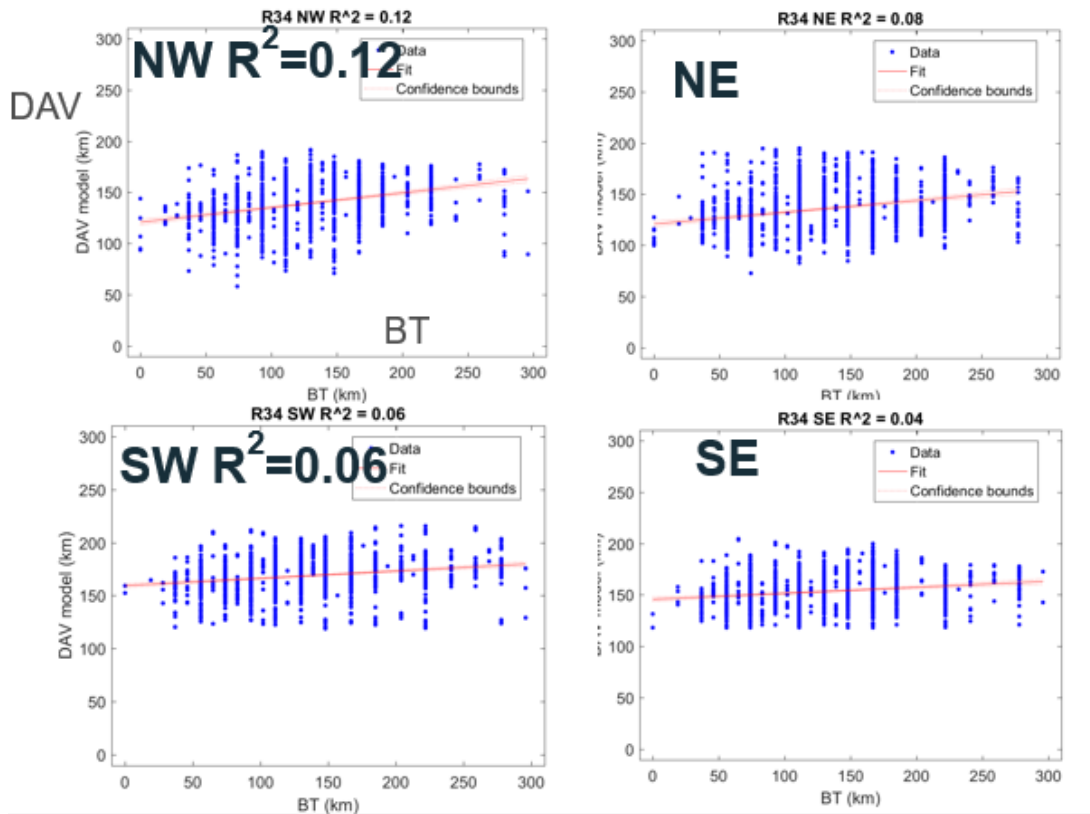 R34 NW R^2 = 0.12
NW R²=0.12
DAV
Data
Fit
Confidence bounds
300
250
200
150
100
50
0
DAV model (km)
BT
0 50 100 150 200 250 300
BT (km)
R34 NE R^2 = 0.08
NE
Data
Fit
Confidence bounds
300
250
200
150
100
50
0
DAV model (km)
0 50 100 150 200 250 300
BT (km)
R34 SW R^2 = 0.06
SW R²=0.06
Data
Fit
Confidence bounds
300
250
200
150
100
50
0
DAV model (km)
0 50 100 150 200 250 300
BT (km)
R34 SE R^2 = 0.04
SE
Data
Fit
Confidence bounds
300
250
200
150
100
50
0
(km)
0 50 100 150 200 250 300
BT (km)